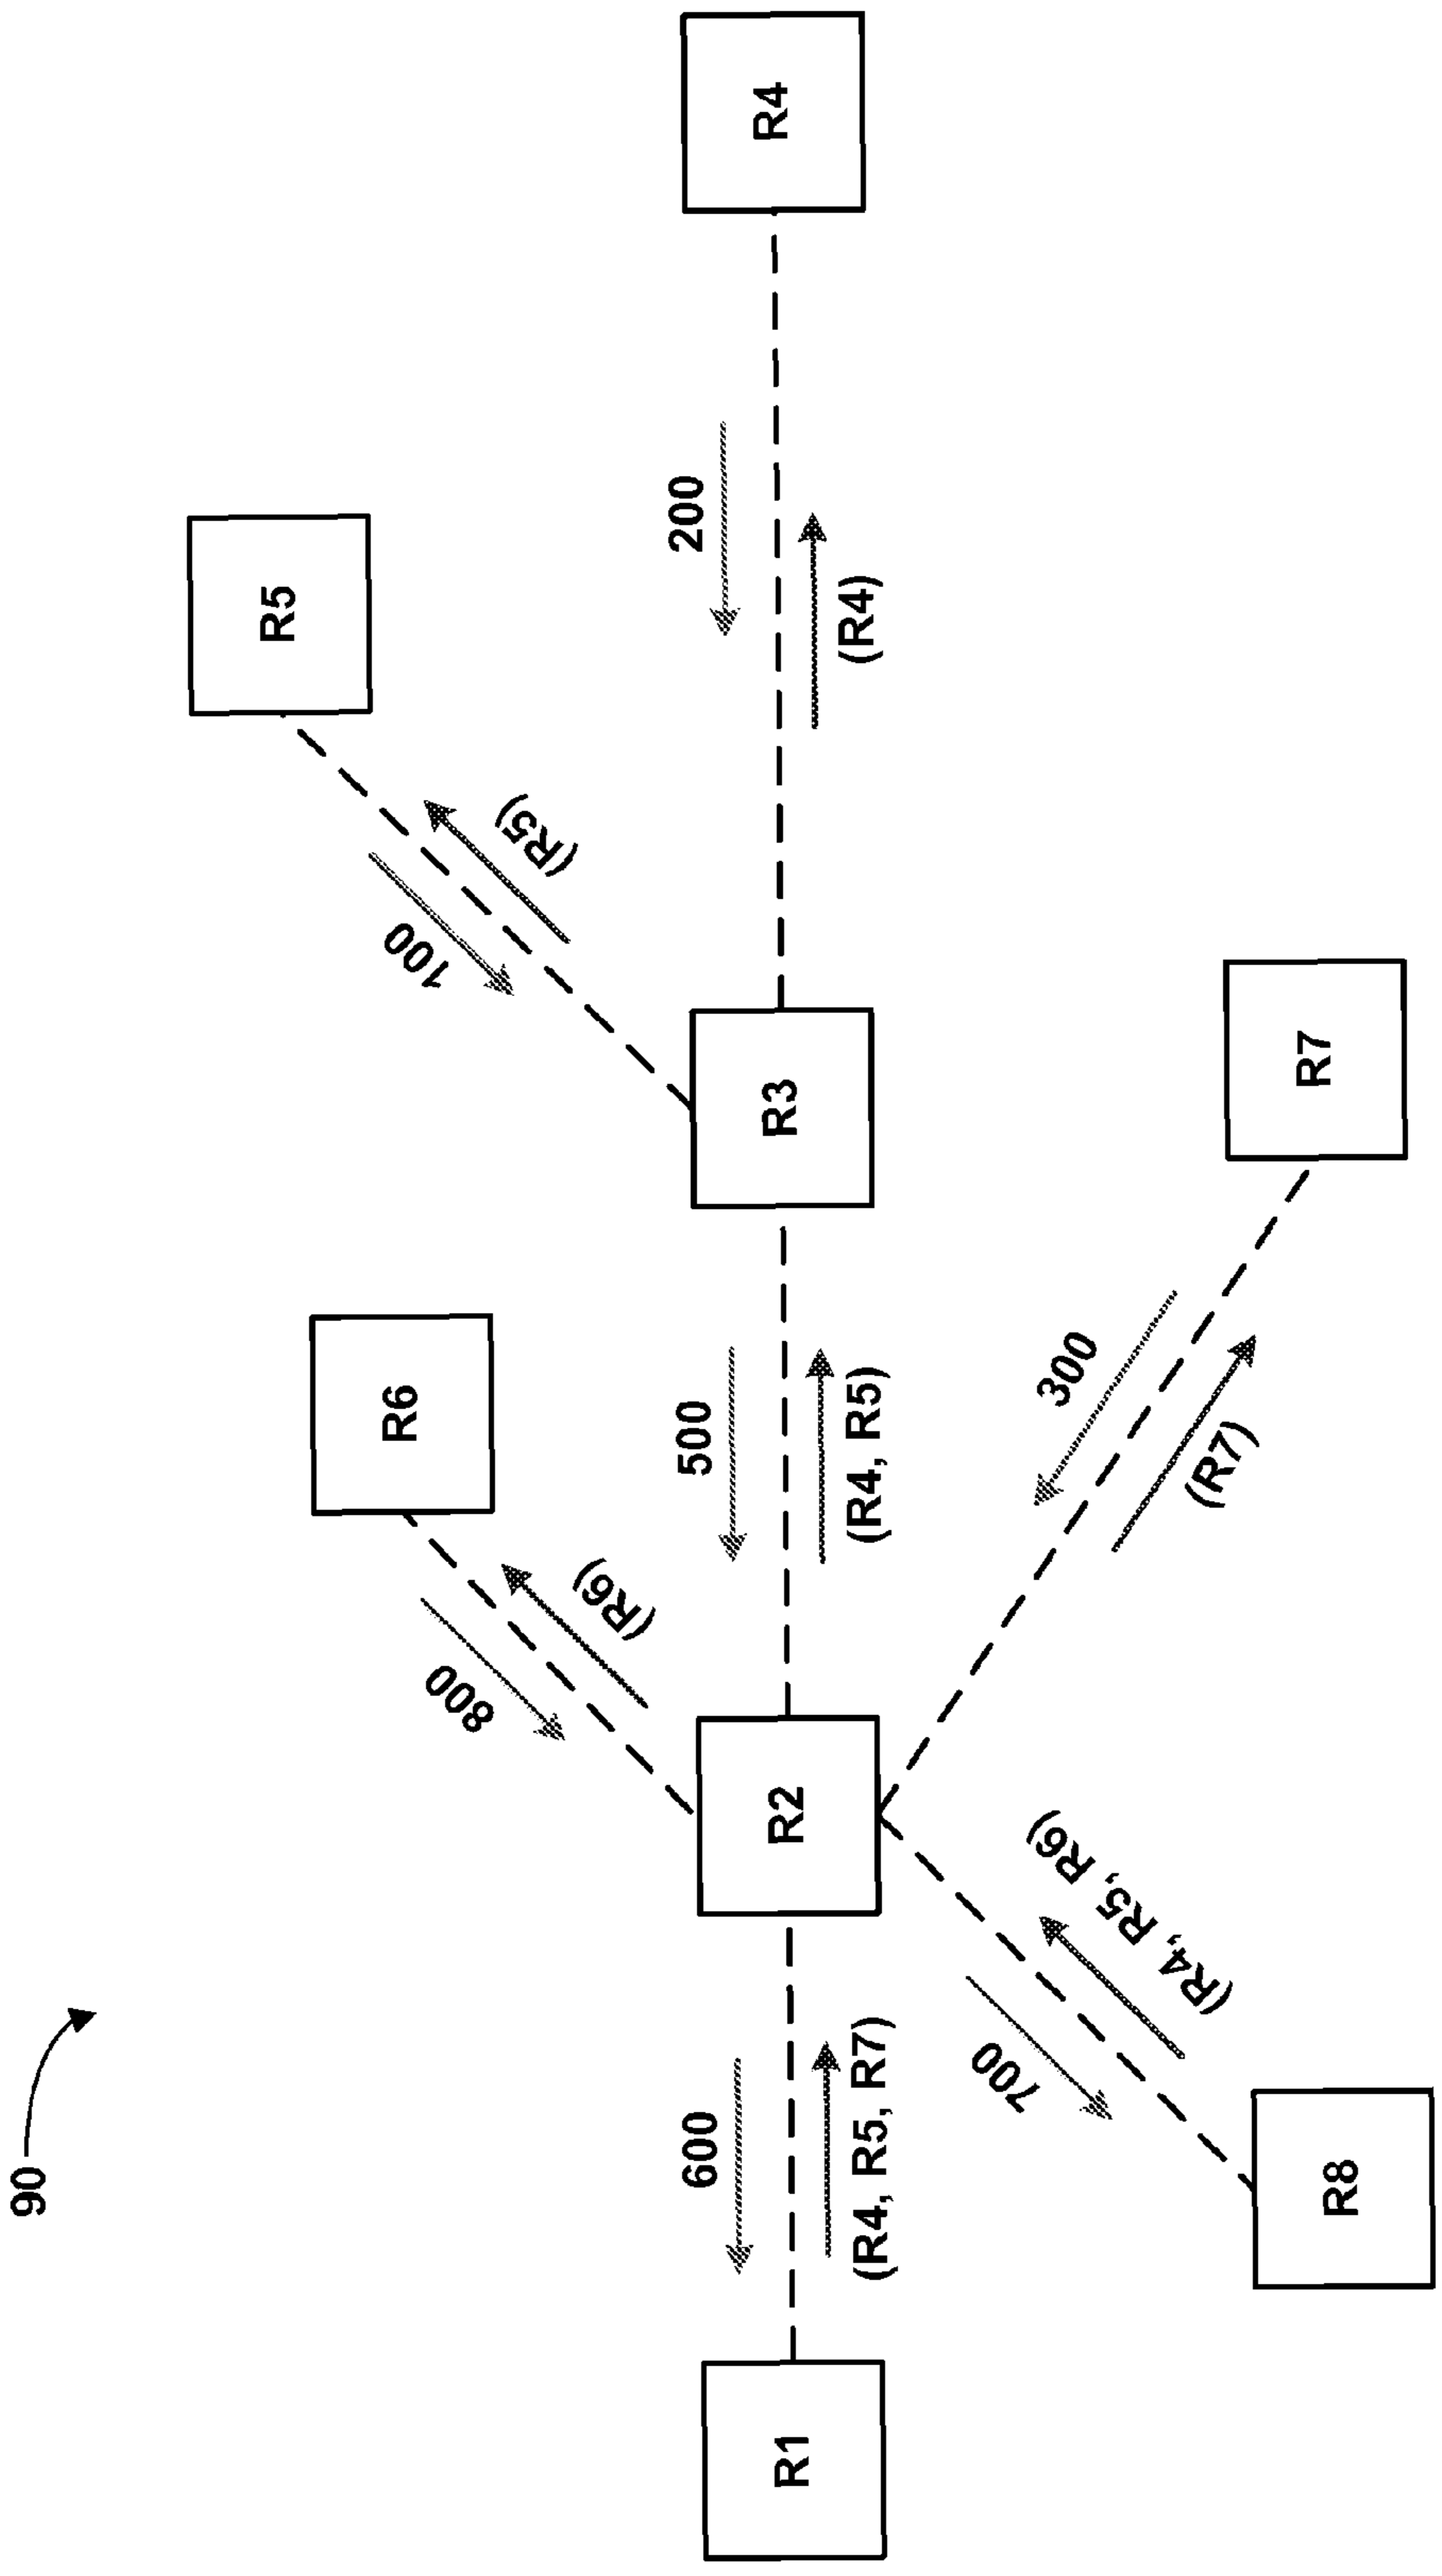 90
R5
R6
100
(R5)
800
(R6)
200
R4
(R4)
500
R3
(R4, R5)
600
R2
R1
(R4, R5, R7)
300
(R7)
R7
700
(R4, R5, R6)
R8